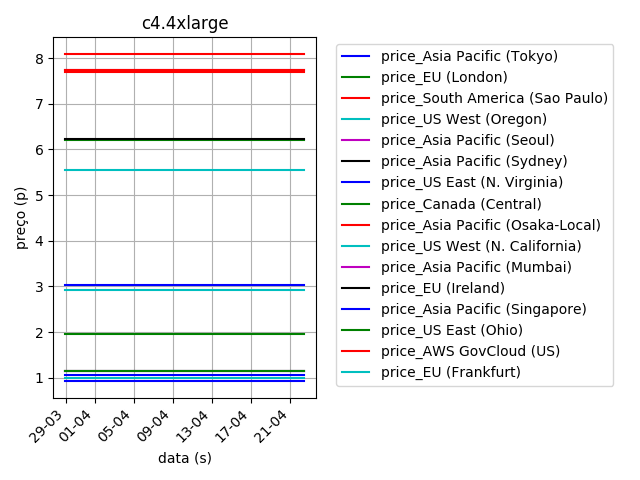 c4.4xlarge
preço (p)
8
7
6
5
4
3
2
1
29-03
01-04
05-04
09-04
13-04
17-04
21-04
data (s)
price_Asia Pacific (Tokyo)
price_EU (London)
price_South America (Sao Paulo)
price_US West (Oregon)
price_Asia Pacific (Seoul)
price_Asia Pacific (Sydney)
price_US East (N. Virginia)
price_Canada (Central)
price_Asia Pacific (Osaka-Local)
price_US West (N. California)
price_Asia Pacific (Mumbai)
price_EU (Ireland)
price_Asia Pacific (Singapore)
price_US East (Ohio)
price_AWS GovCloud (US)
price_EU (Frankfurt)